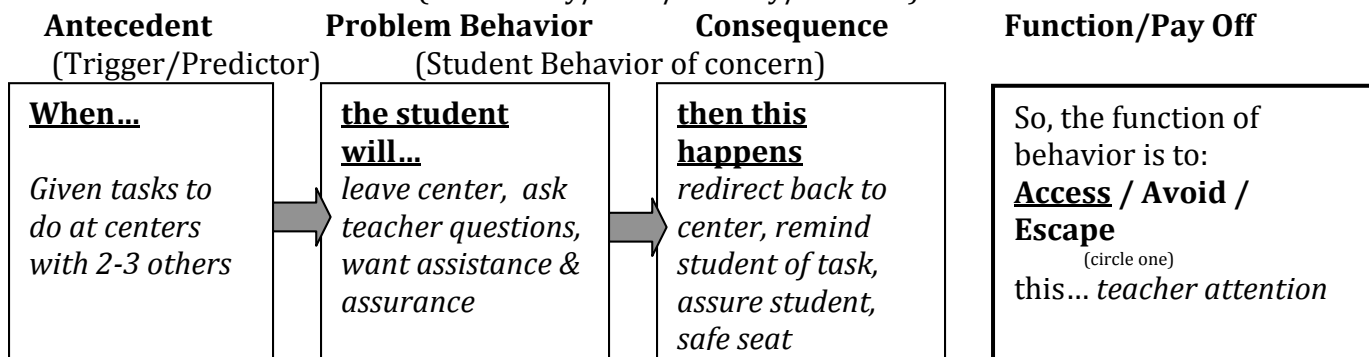 Antecedent Problem Behavior Consequence Function/Pay Off
(Trigger/Predictor) (Student Behavior of concern)
When…
Given tasks to
do at centers
with 2-3 others
the student
will…
leave center, ask
teacher questions,
want assistance &
assurance
then this
happens
redirect back to
center, remind
student of task,
assure student,
safe seat
So, the function of
behavior is to:
Access / Avoid /
Escape
(circle one)
this… teacher attention